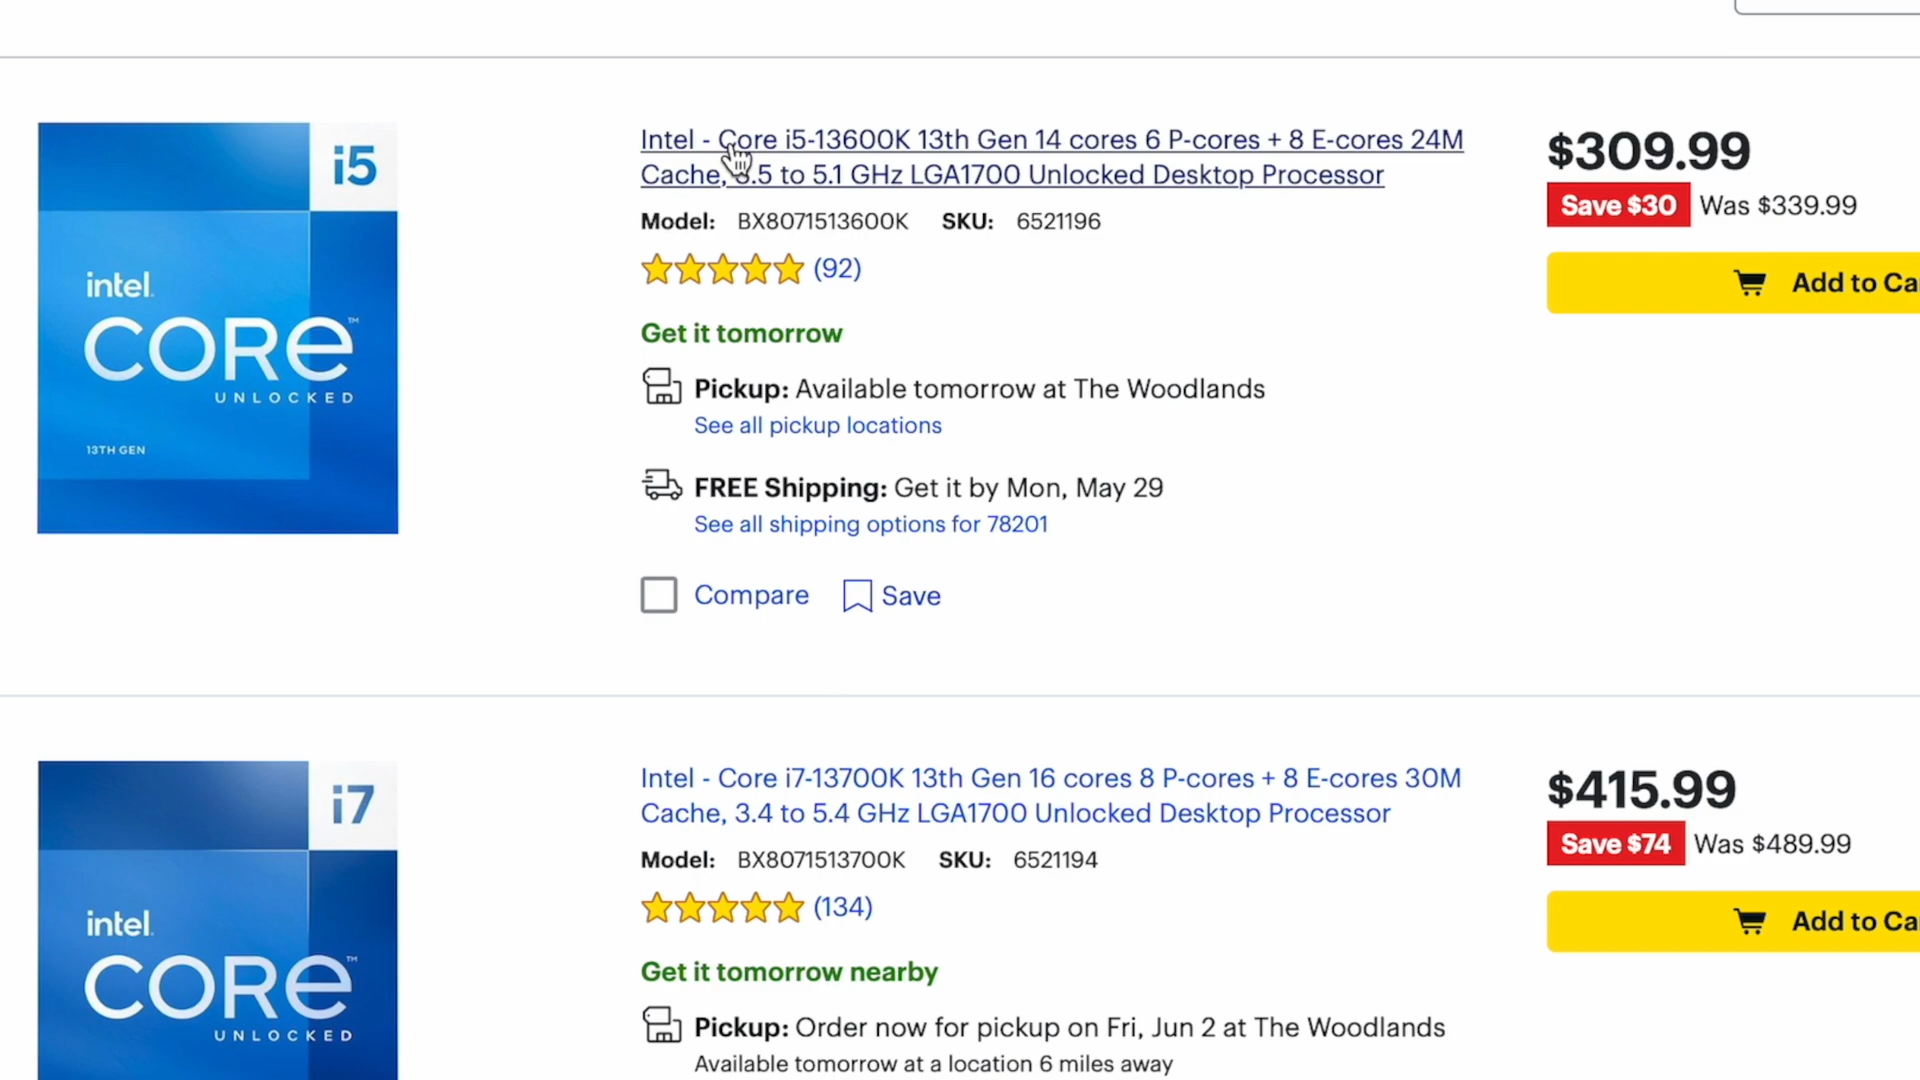 i5
intel.
CORE™
UNLOCKED
13TH GEN
Intel - Core i5-13600K 13th Gen 14 cores 6 P-cores + 8 E-cores 24M
Cache, 3.5 to 5.1 GHz LGA1700 Unlocked Desktop Processor
Model: BX8071513600K SKU: 6521196
(92)
Get it tomorrow
Pickup: Available tomorrow at The Woodlands
See all pickup locations
FREE Shipping: Get it by Mon, May 29
See all shipping options for 78201
Compare Save
$309.99
Save $30 Was $339.99
Add to Ca
i7
intel.
CORE™
UNLOCKED
Intel - Core i7-13700K 13th Gen 16 cores 8 P-cores + 8 E-cores 30M
Cache, 3.4 to 5.4 GHz LGA1700 Unlocked Desktop Processor
Model: BX8071513700K SKU: 6521194
(134)
Get it tomorrow nearby
Pickup: Order now for pickup on Fri, Jun 2 at The Woodlands
Available tomorrow at a location 6 miles away
$415.99
Save $74 Was $489.99
Add to Ca